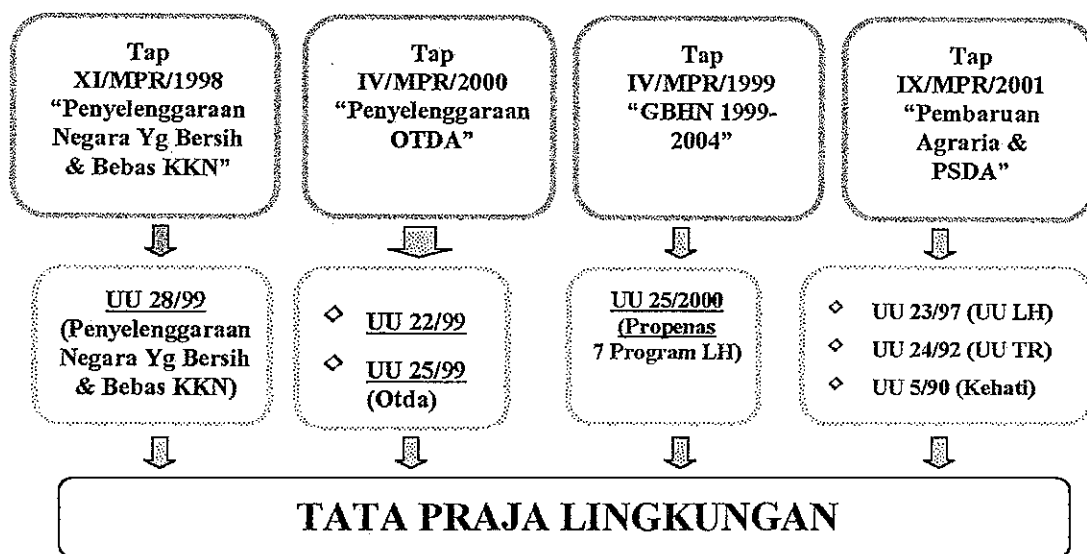 Tap
XI/MPR/1998
“Penyelenggaraan
Negara Yg Bersih
& Bebas KKN”
Tap
IV/MPR/2000
“Penyelenggaraan
OTDA”
Tap
IV/MPR/1999
“GBHN 1999-
2004”
Tap
IX/MPR/2001
“Pembaruan
Agraria &
PSDA”
UU 28/99
(Penyelenggaraan
Negara Yg Bersih
& Bebas KKN)
UU 22/99
UU 25/99
(Otda)
UU 25/2000
(Propenas
7 Program LH)
UU 23/97 (UU LH)
UU 24/92 (UU TR)
UU 5/90 (Kehati)
TATA PRAJA LINGKUNGAN